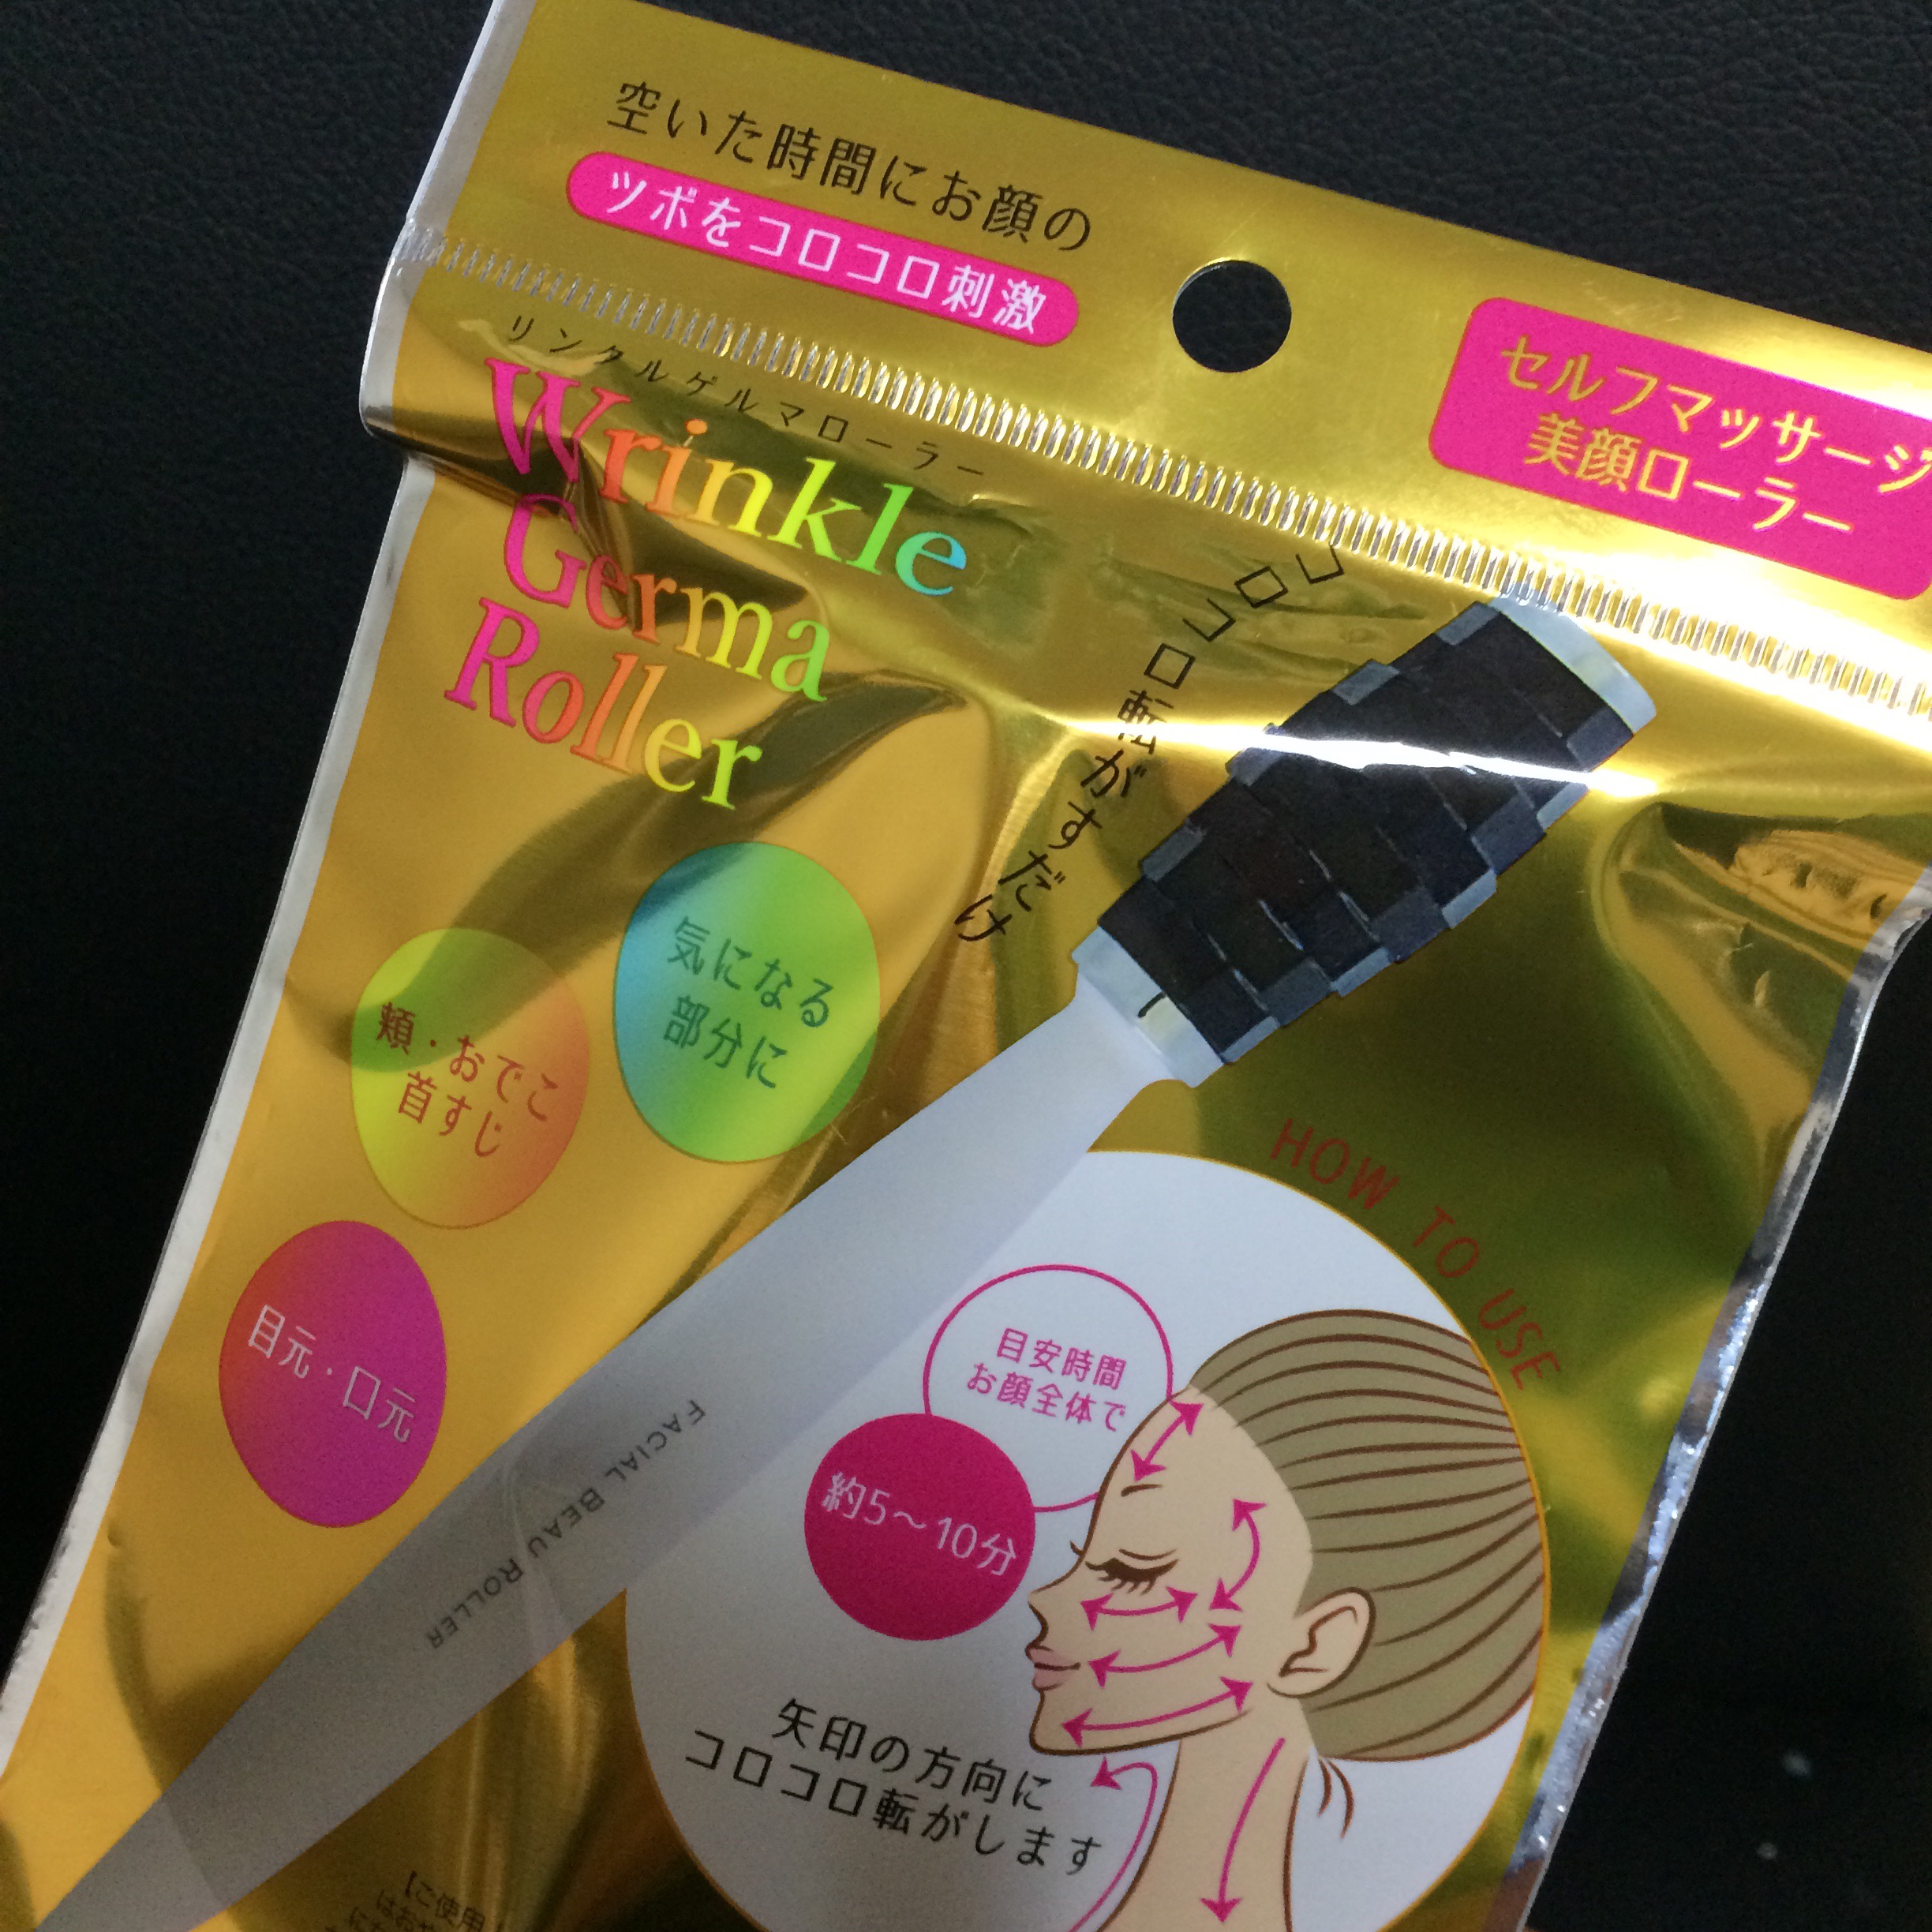 空いた時間にお顔の
ツボをコロコロ刺激
セルフマッサージ
美顔ローラー
リンクルゲルマローラー
Wrinkle
Germa
Roller
コロコロ転がすだけ
気になる
部分に
頬・おでこ
首すじ
目元・口元
FACIAL BEAU ROLLER
HOW TO USE
目安時間
お顔全体で
約5〜10分
矢印の方向に
コロコロ転がします
【ご使用